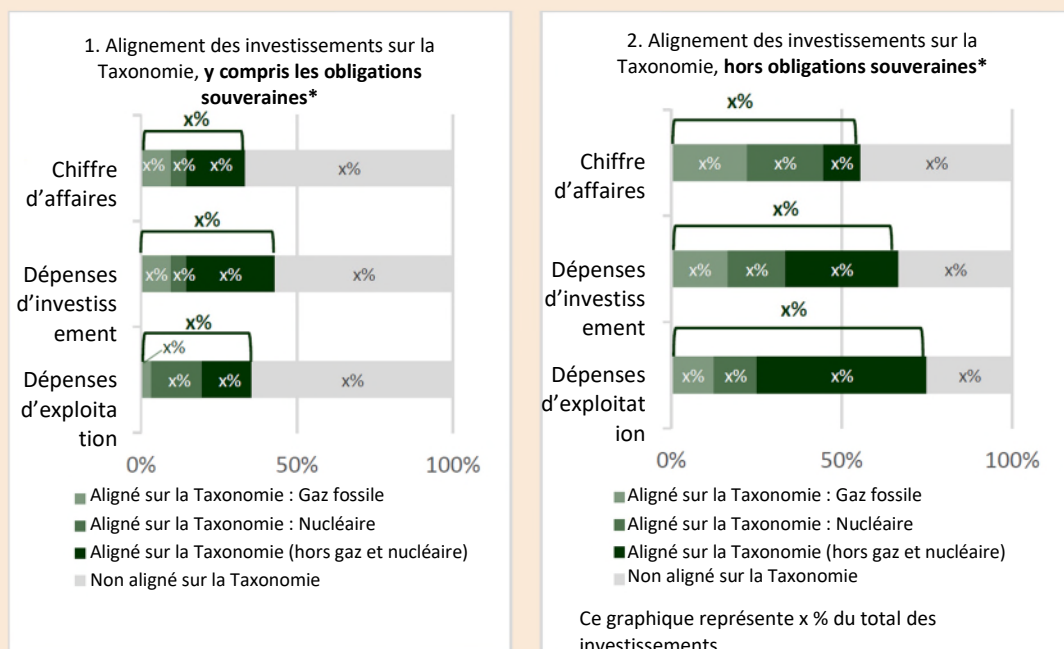 1. Alignement des investissements sur la
Taxonomie, y compris les obligations
souveraines*
x%
Chiffre
d’affaires
x% x% x% x%
x%
Dépenses
d’investiss
ement
x% x% x% x%
x%
x%
Dépenses
d’exploita
tion
x% x% x%
0% 50% 100%
Aligné sur la Taxonomie : Gaz fossile
Aligné sur la Taxonomie : Nucléaire
Aligné sur la Taxonomie (hors gaz et nucléaire)
Non aligné sur la Taxonomie
2. Alignement des investissements sur la
Taxonomie, hors obligations souveraines*
x%
Chiffre
d’affaires
x% x% x% x%
x%
Dépenses
d’investiss
ement
x% x% x% x%
x%
Dépenses
d’exploitat
ion
x% x% x% x%
0% 50% 100%
Aligné sur la Taxonomie : Gaz fossile
Aligné sur la Taxonomie : Nucléaire
Aligné sur la Taxonomie (hors gaz et nucléaire)
Non aligné sur la Taxonomie
Ce graphique représente x % du total des
investissements